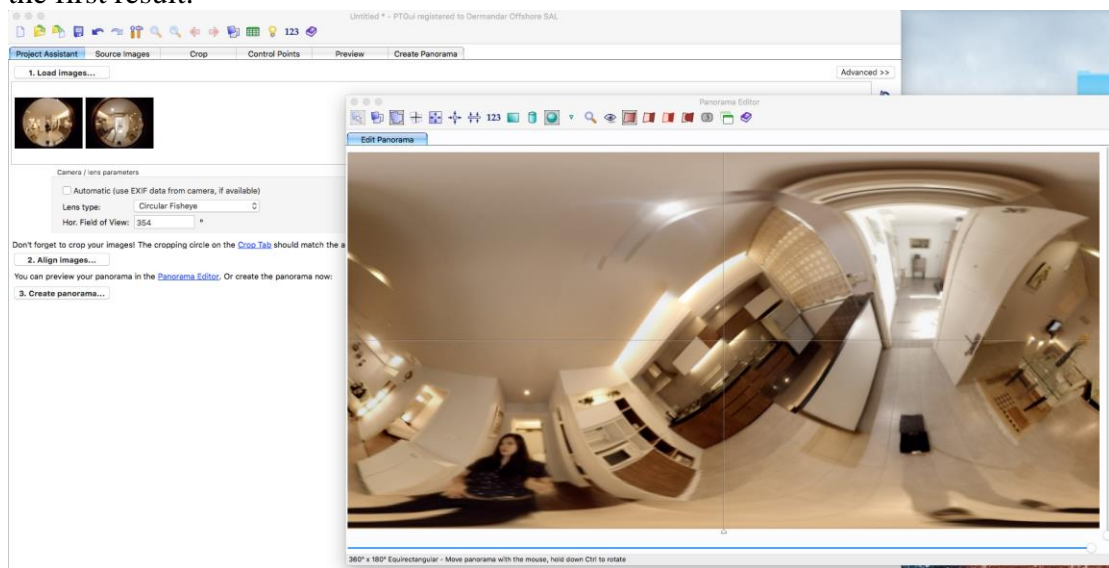 the first result.
Untitled * - PTGui registered to Dermandar Offshore SAL
123
Project Assistant Source Images Crop Control Points Preview Create Panorama
1. Load images...
Advanced >>
Panorama Editor
123
Edit Panorama
Camera / lens parameters
Automatic (use EXIF data from camera, if available)
Lens type: Circular Fisheye
Hor. Field of View: 354 °
Don't forget to crop your images! The cropping circle on the Crop Tab should match the a
2. Align images...
You can preview your panorama in the Panorama Editor. Or create the panorama now:
3. Create panorama...
360° x 180° Equirectangular - Move panorama with the mouse, hold down Ctrl to rotate